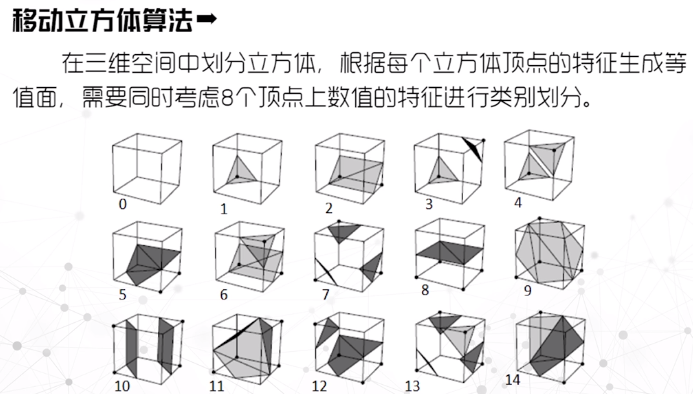 移动立方体算法➡
在三维空间中划分立方体，根据每个立方体顶点的特征生成等
值面，需要同时考虑8个顶点上数值的特征进行类别划分。
0 1 2 3 4
5 6 7 8 9
10 11 12 13 14